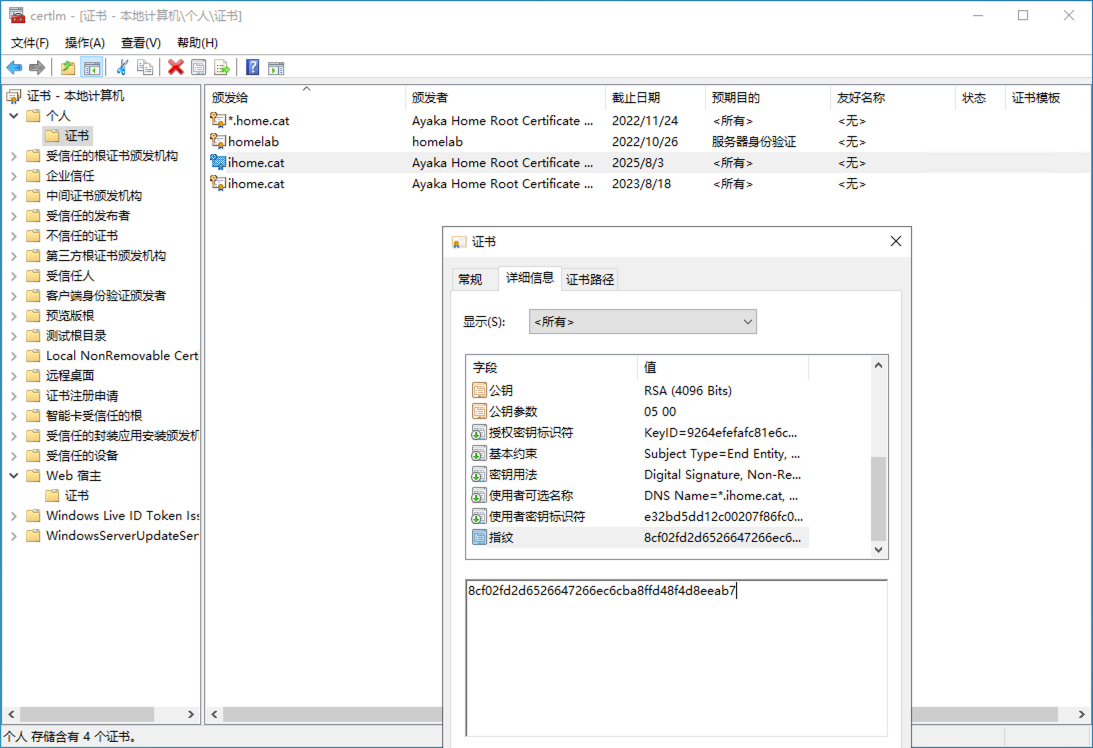 certlm - [证书 - 本地计算机\个人\证书]
文件(F) 操作(A) 查看(V) 帮助(H)
证书 - 本地计算机
个人
证书
受信任的根证书颁发机构
企业信任
中间证书颁发机构
受信任的发布者
不信任的证书
第三方根证书颁发机构
受信任人
客户端身份验证颁发者
预览版根
测试根目录
Local NonRemovable Cert
远程桌面
证书注册申请
智能卡受信任的根
受信任的封装应用安装颁发机
受信任的设备
Web 宿主
证书
Windows Live ID Token Iss
WindowsServerUpdateSer
颁发给 颁发者 截止日期 预期目的 友好名称 状态 证书模板
*.home.cat Ayaka Home Root Certificate ... 2022/11/24 <所有> <无>
homelab homelab 2022/10/26 服务器身份验证 <无>
ihome.cat Ayaka Home Root Certificate ... 2025/8/3 <所有> <无>
ihome.cat Ayaka Home Root Certificate ... 2023/8/18 <所有> <无>
证书
常规 详细信息 证书路径
显示(S): <所有>
字段 值
公钥 RSA (4096 Bits)
公钥参数 05 00
授权密钥标识符 KeyID=9264efefafc81e6c...
基本约束 Subject Type=End Entity, ...
密钥用法 Digital Signature, Non-Re...
使用者可选名称 DNS Name=*.ihome.cat, ...
使用者密钥标识符 e32bd5dd12c00207f86fc0...
指纹 8cf02fd2d6526647266ec6...
8cf02fd2d6526647266ec6cba8ffd48f4d8eeab7
个人 存储含有 4 个证书。